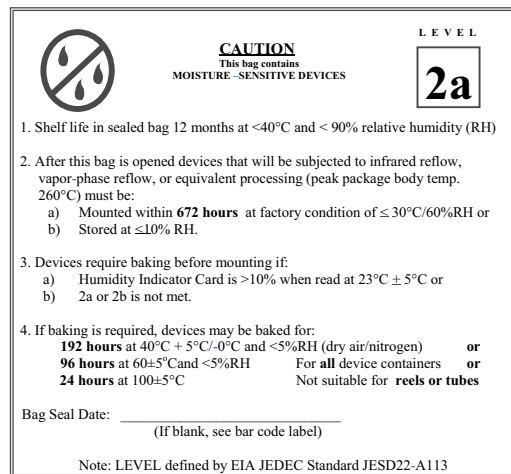 LEVEL
CAUTION
This bag contains
MOISTURE –SENSITIVE DEVICES
2a
1. Shelf life in sealed bag 12 months at <40°C and < 90% relative humidity (RH)
2. After this bag is opened devices that will be subjected to infrared reflow,
vapor-phase reflow, or equivalent processing (peak package body temp.
260°C) must be:
a) Mounted within 672 hours at factory condition of ≤ 30°C/60%RH or
b) Stored at ≤10% RH.
3. Devices require baking before mounting if:
a) Humidity Indicator Card is >10% when read at 23°C ± 5°C or
b) 2a or 2b is not met.
4. If baking is required, devices may be baked for:
192 hours at 40°C + 5°C/-0°C and <5%RH (dry air/nitrogen) or
96 hours at 60±5°Cand <5%RH For all device containers or
24 hours at 100±5°C Not suitable for reels or tubes
Bag Seal Date: ______________________________
(If blank, see bar code label)
Note: LEVEL defined by EIA JEDEC Standard JESD22-A113